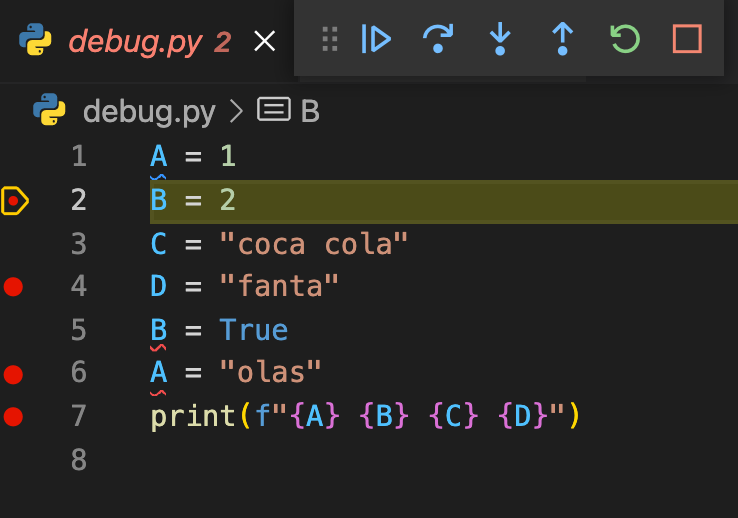 debug.py 2
debug.py > B
1 A = 1
2 B = 2
3 C = "coca cola"
4 D = "fanta"
5 B = True
6 A = "olas"
7 print(f"{A} {B} {C} {D}")
8